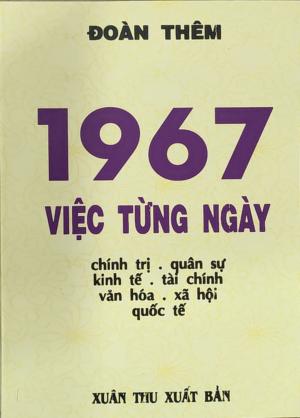 ĐOÀN THÊM
1967
VIỆC TỪNG NGÀY
chính trị . quân sự
kinh tế . tài chính
văn hóa . xã hội
quốc tế
XUÂN THU XUẤT BẢN